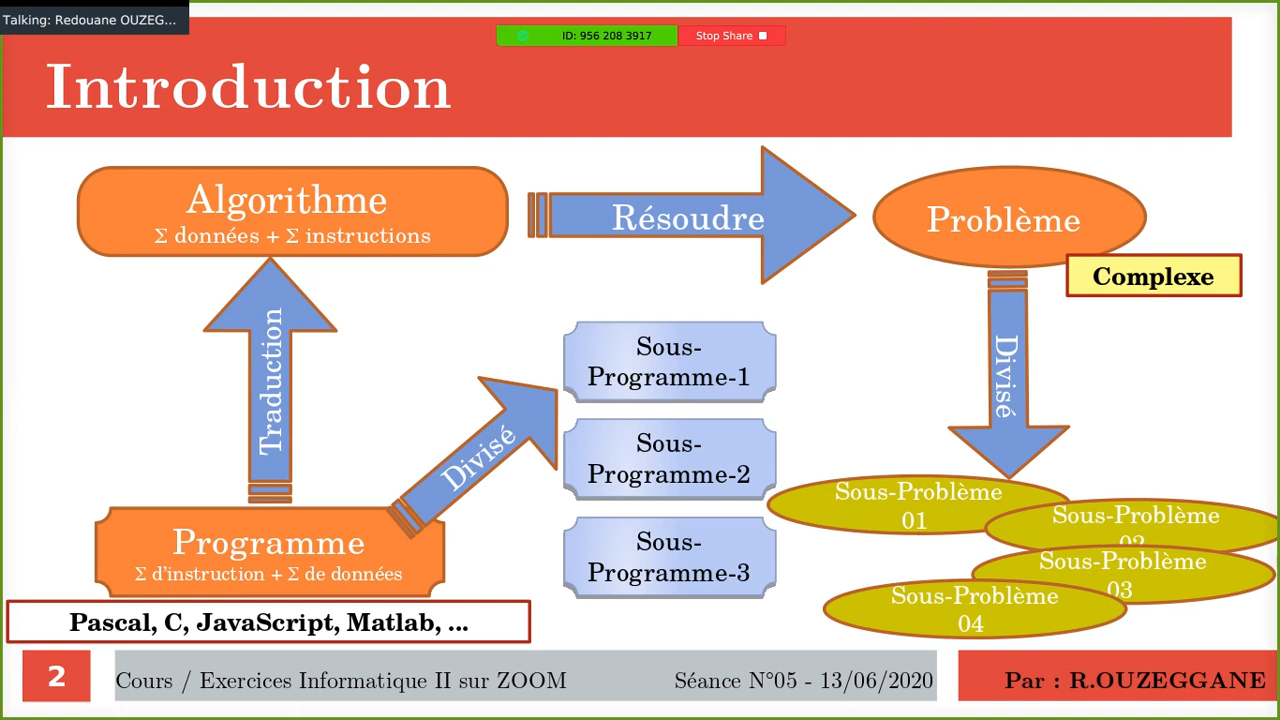 Talking: Redouane OUZEG...
ID: 956 208 3917
Stop Share
Introduction
Algorithme
Σ données + Σ instructions
Résoudre
Problème
Complexe
Traduction
Divisé
Divisé
Sous-
Programme-1
Sous-
Programme-2
Sous-
Programme-3
Sous-Problème
01
Sous-Problème
02
Sous-Problème
03
Sous-Problème
04
Programme
Σ d'instruction + Σ de données
Pascal, C, JavaScript, Matlab, ...
2
Cours / Exercices Informatique II sur ZOOM
Séance N°05 - 13/06/2020
Par : R.OUZEGGANE